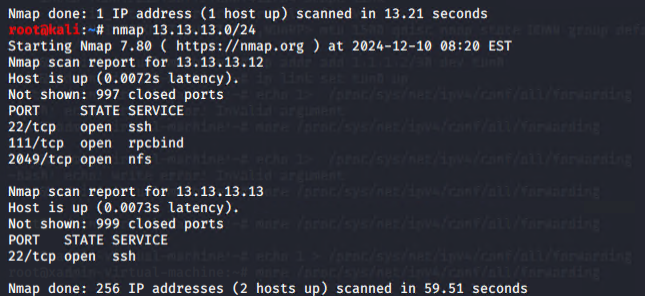 Nmap done: 1 IP address (1 host up) scanned in 13.21 seconds
root@kali:~# nmap 13.13.13.0/24
Starting Nmap 7.80 ( https://nmap.org ) at 2024-12-10 08:20 EST
Nmap scan report for 13.13.13.12
Host is up (0.0072s latency).
Not shown: 997 closed ports
PORT     STATE SERVICE
22/tcp   open  ssh
111/tcp  open  rpcbind
2049/tcp open  nfs
Nmap scan report for 13.13.13.13
Host is up (0.0073s latency).
Not shown: 999 closed ports
PORT   STATE SERVICE
22/tcp open  ssh
Nmap done: 256 IP addresses (2 hosts up) scanned in 59.51 seconds